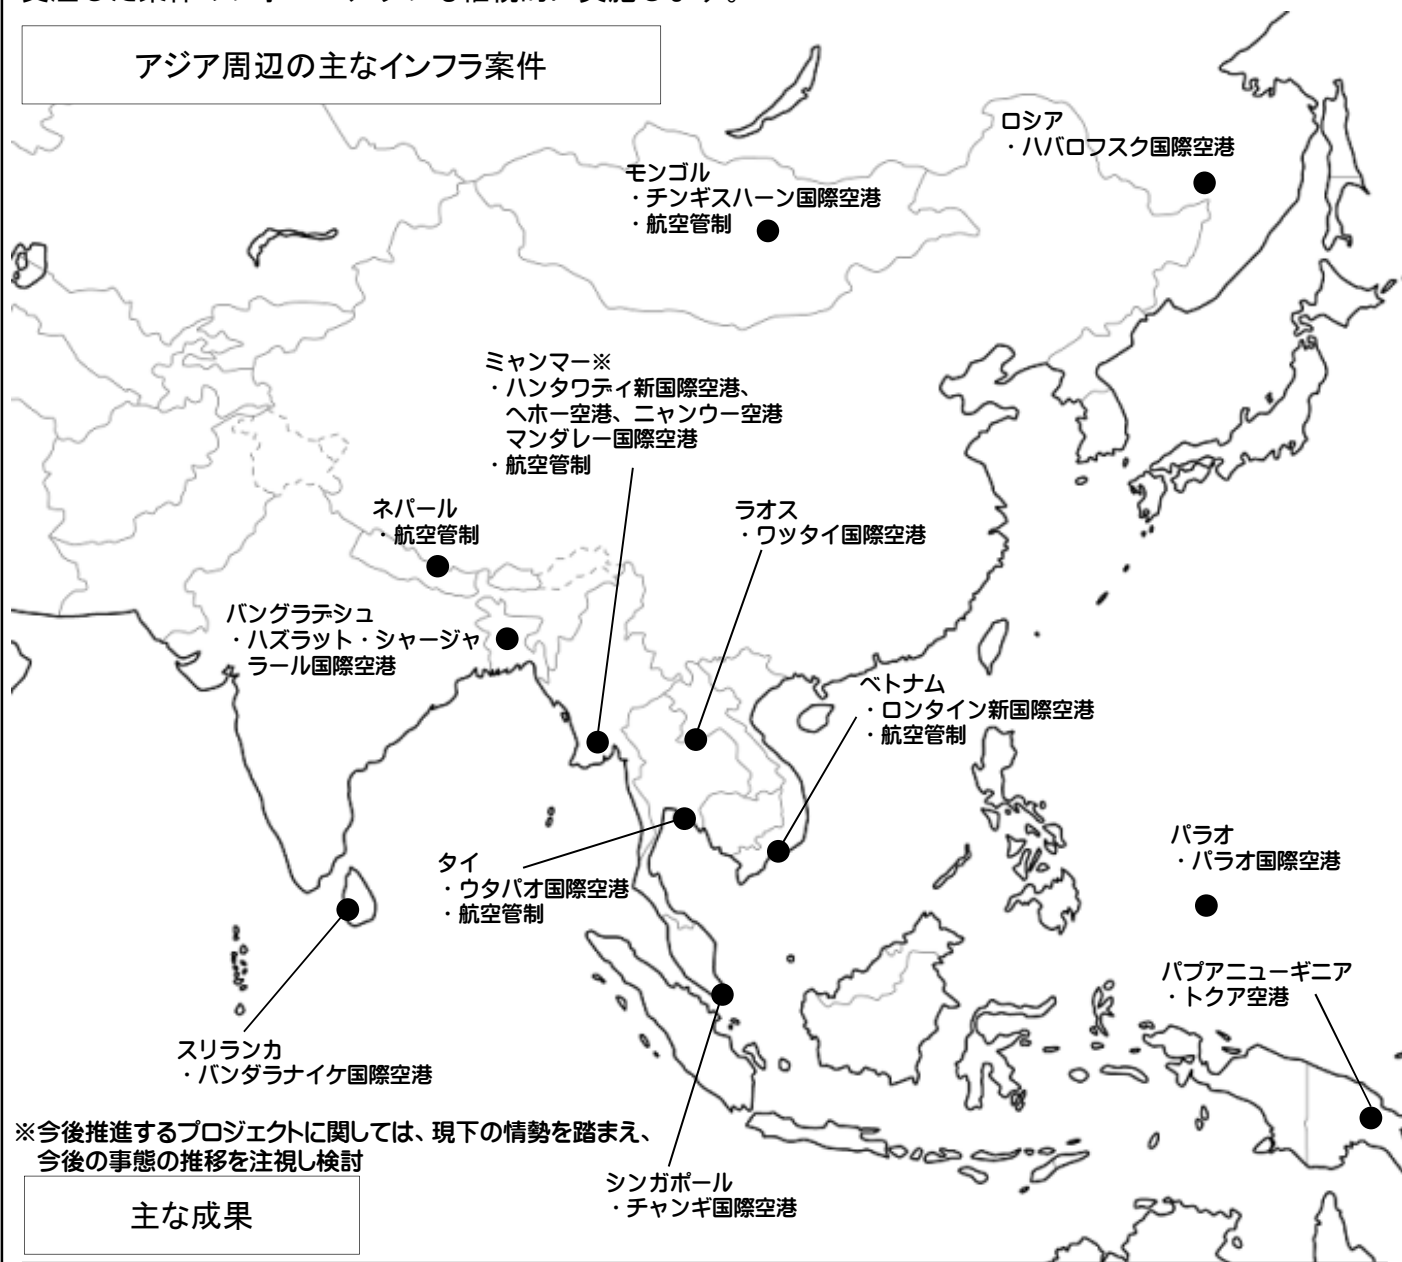 アジア周辺の主なインフラ案件
ロシア
・ハバロフスク国際空港
モンゴル
・チンギスハーン国際空港
・航空管制
ミャンマー※
・ハンタワディ新国際空港、
ヘホー空港、ニャンウー空港
マンダレー国際空港
・航空管制
ネパール
・航空管制
ラオス
・ワッタイ国際空港
バングラデシュ
・ハズラット・シャージャ
ラール国際空港
ベトナム
・ロンタイン新国際空港
・航空管制
タイ
・ウタパオ国際空港
・航空管制
パラオ
・パラオ国際空港
パプアニューギニア
・トクア空港
スリランカ
・バンダラナイケ国際空港
※今後推進するプロジェクトに関しては、現下の情勢を踏まえ、
今後の事態の推移を注視し検討
シンガポール
・チャンギ国際空港
主な成果